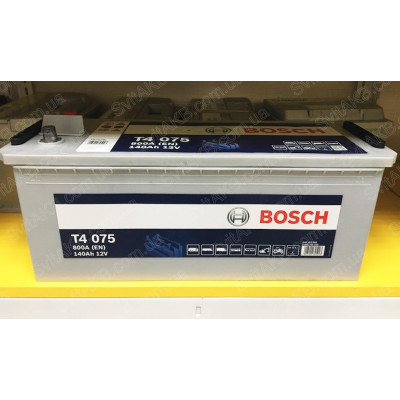 T4 075
800A (EN)
140Ah 12V
BOSCH
T4 075
800A (EN)
140Ah 12V
BOSCH